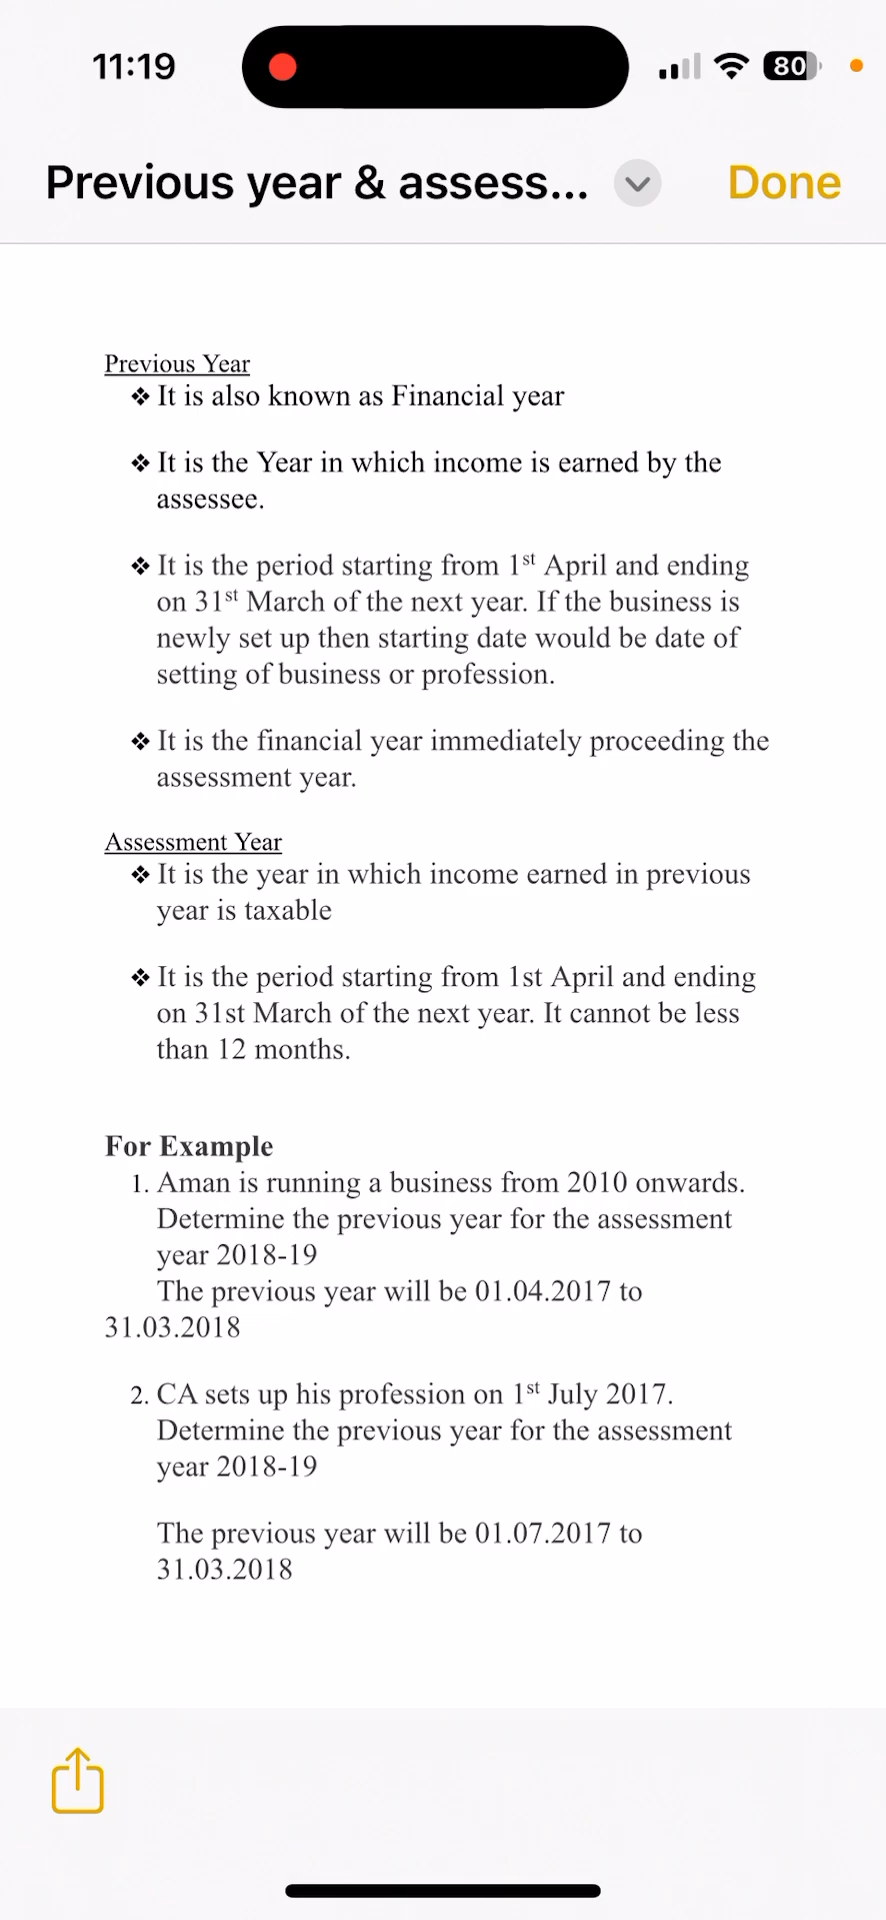 11:19
80
Previous year & assess...
Done
Previous Year
❖ It is also known as Financial year
❖ It is the Year in which income is earned by the
assessee.
❖ It is the period starting from 1st April and ending
on 31st March of the next year. If the business is
newly set up then starting date would be date of
setting of business or profession.
❖ It is the financial year immediately proceeding the
assessment year.
Assessment Year
❖ It is the year in which income earned in previous
year is taxable
❖ It is the period starting from 1st April and ending
on 31st March of the next year. It cannot be less
than 12 months.
For Example
1. Aman is running a business from 2010 onwards.
Determine the previous year for the assessment
year 2018-19
The previous year will be 01.04.2017 to
31.03.2018
2. CA sets up his profession on 1st July 2017.
Determine the previous year for the assessment
year 2018-19
The previous year will be 01.07.2017 to
31.03.2018